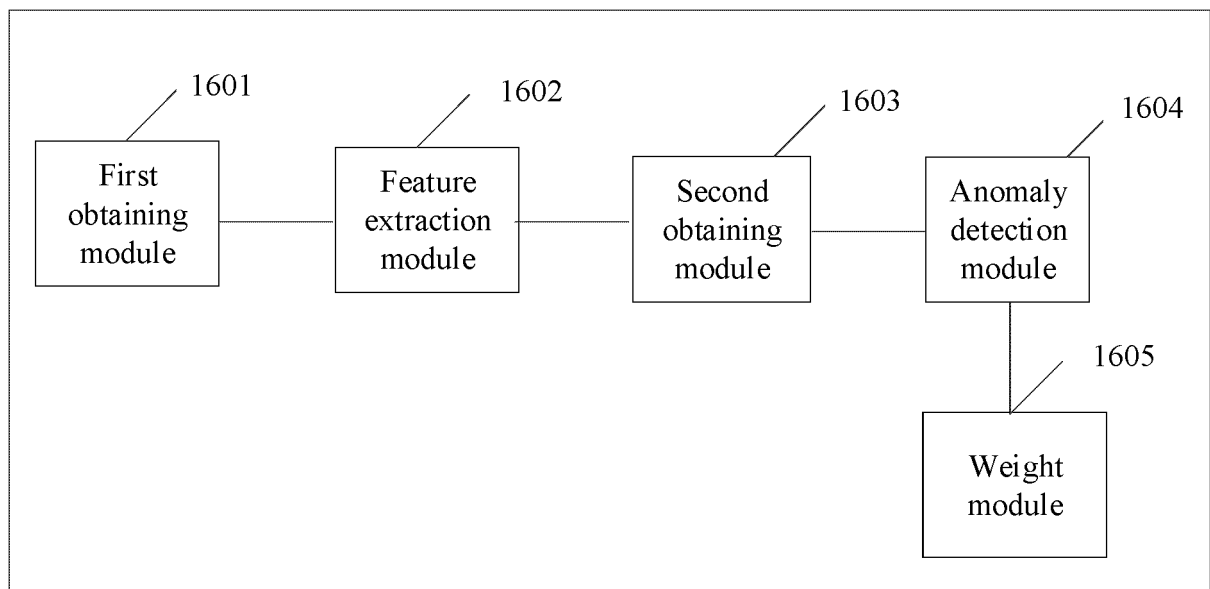 1601
1602
1603
1604
First
obtaining
module
Feature
extraction
module
Second
obtaining
module
Anomaly
detection
module
1605
Weight
module